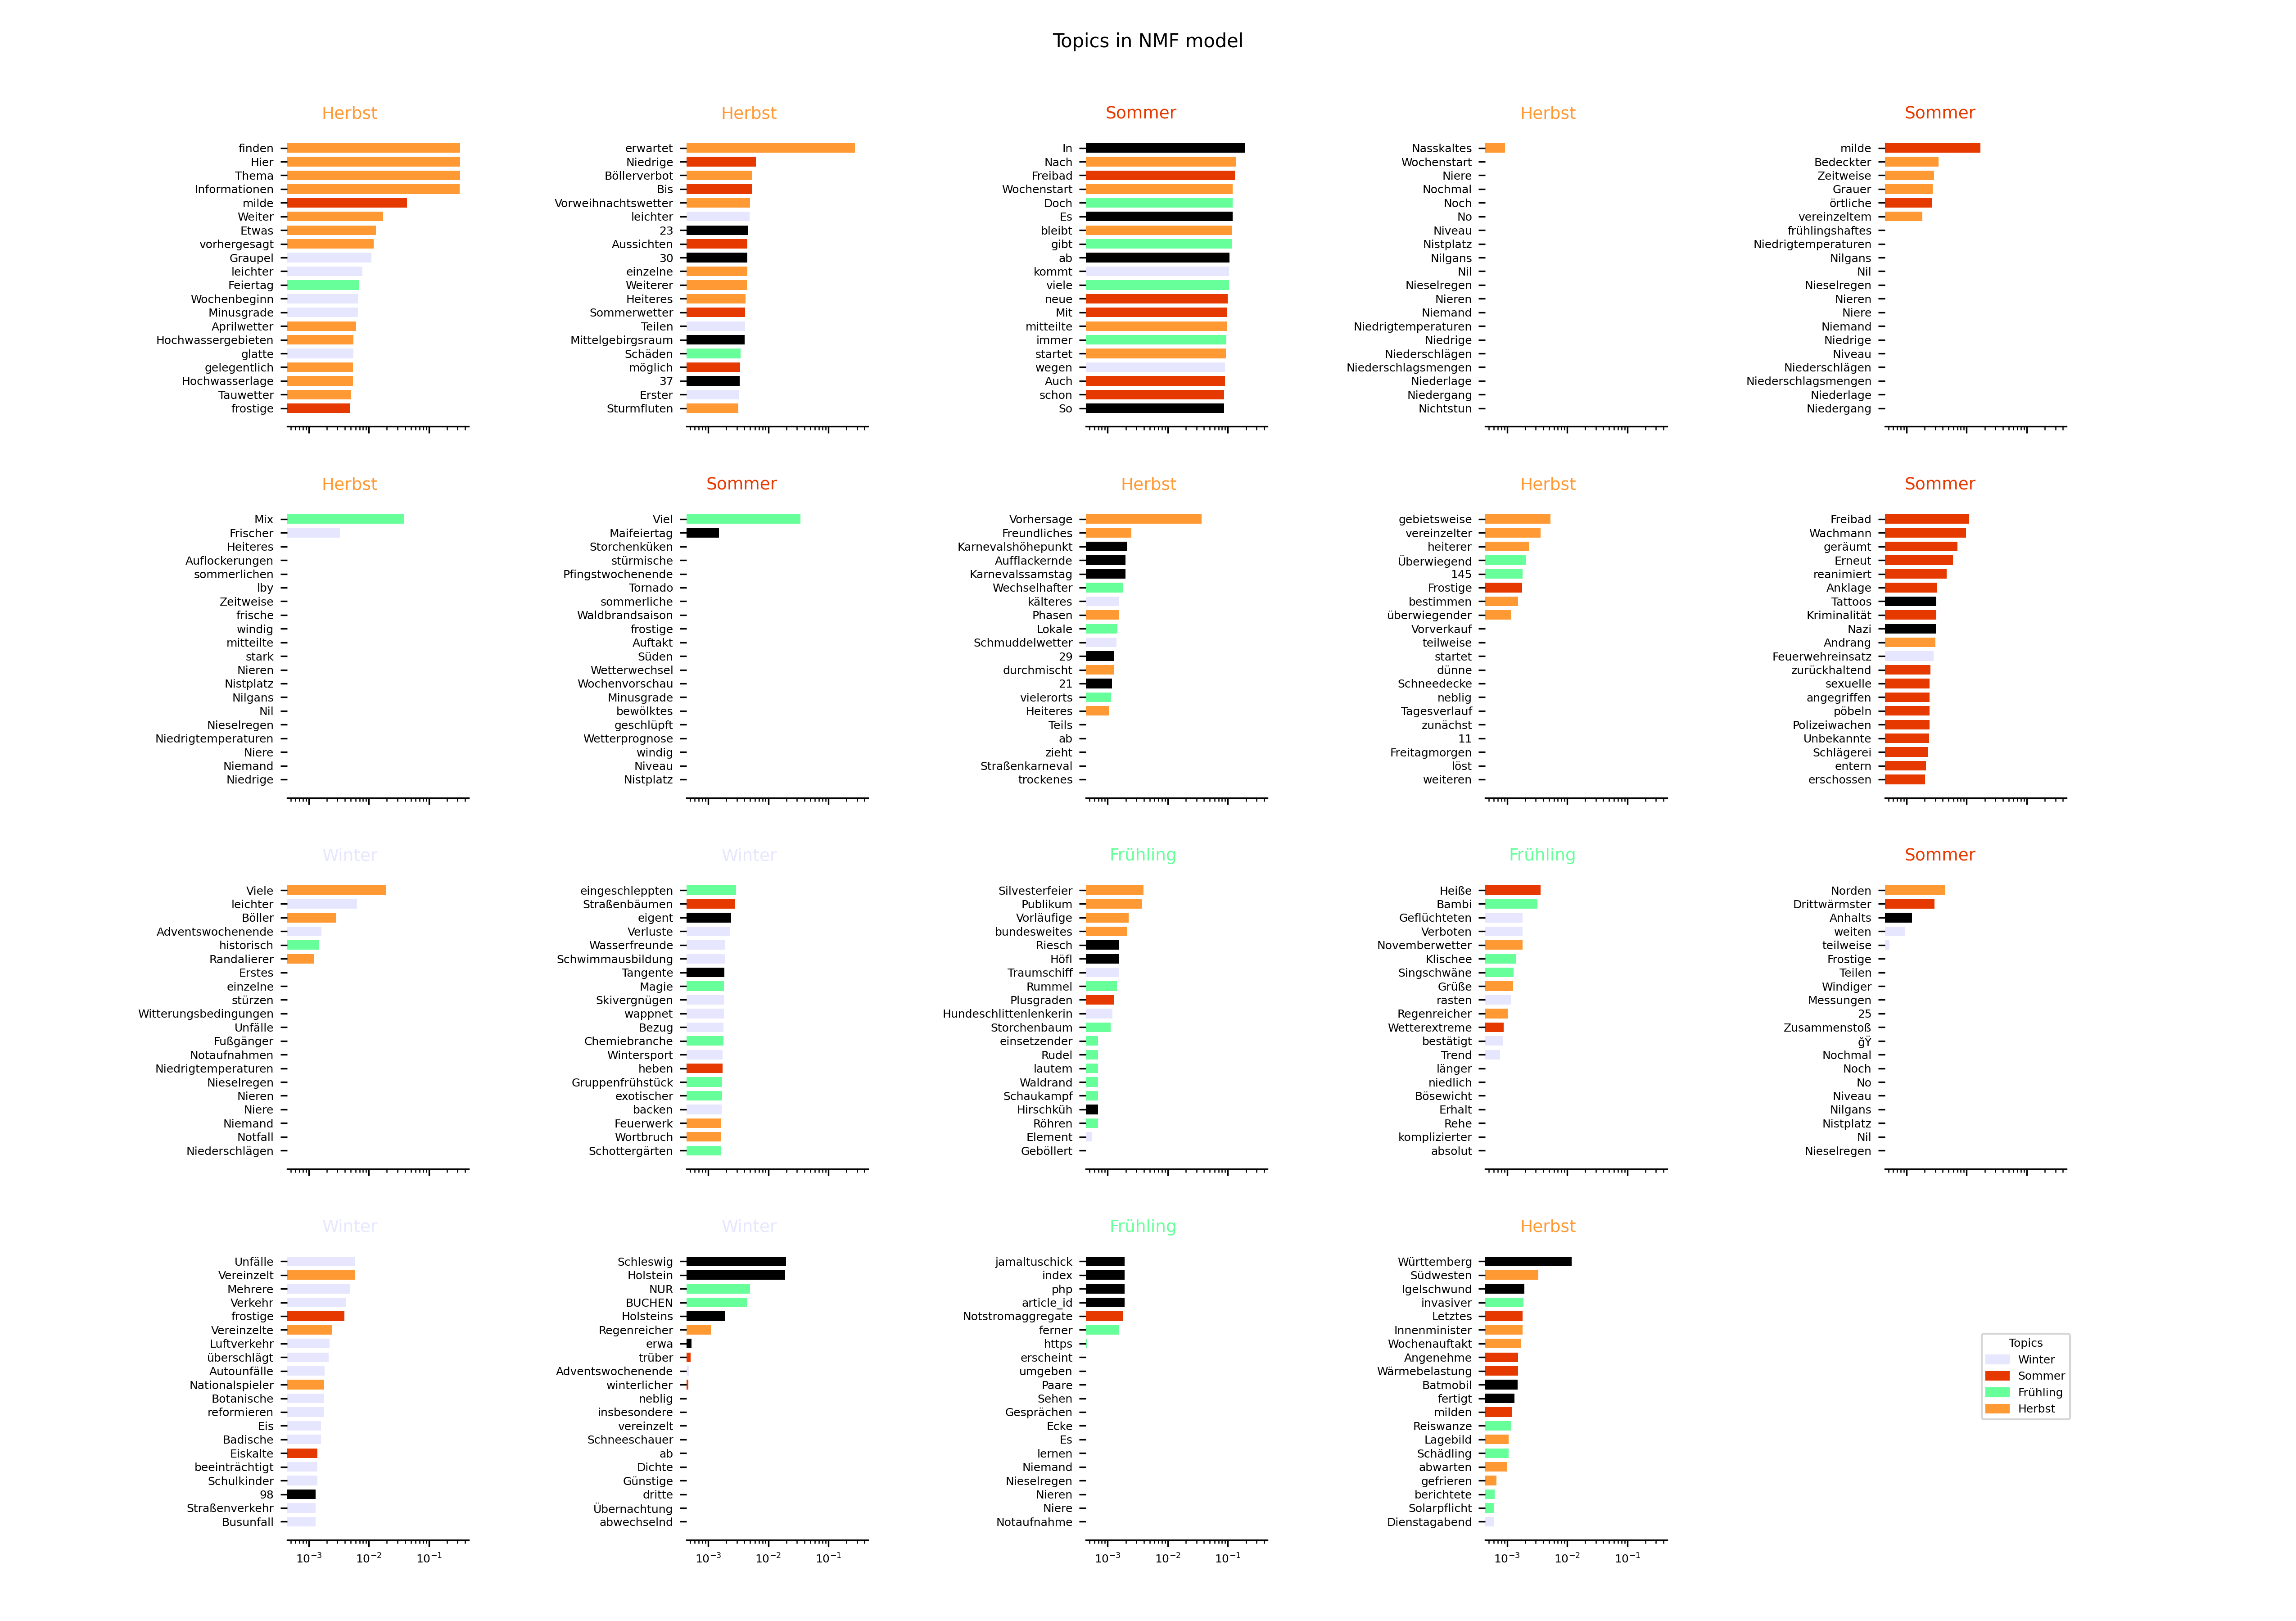 Topics in NMF model
Herbst
finden
Hier
Thema
Informationen
milde
Weiter
Etwas
vorhergesagt
Graupel
leichter
Feiertag
Wochenbeginn
Minusgrade
Aprilwetter
Hochwassergebieten
glatte
gelegentlich
Hochwasserlage
Tauwetter
frostige
Herbst
erwartet
Niedrige
Böllerverbot
Bis
Vorweihnachtswetter
leichter
23
Aussichten
30
einzelne
Weiterer
Heiteres
Sommerwetter
Teilen
Mittelgebirgsraum
Schäden
möglich
37
Erster
Sturmfluten
Sommer
In
Nach
Freibad
Wochenstart
Doch
Es
bleibt
gibt
ab
kommt
viele
neue
Mit
mitteilte
immer
startet
wegen
Auch
schon
So
Herbst
Nasskaltes
Wochenstart
Niere
Nochmal
Noch
No
Niveau
Nistplatz
Nilgans
Nil
Nieselregen
Nieren
Niemand
Niedrigtemperaturen
Niedrige
Niederschlägen
Niederschlagsmengen
Niederlage
Niedergang
Nichtstun
Sommer
milde
Bedeckter
Zeitweise
Grauer
örtliche
vereinzeltem
frühlingshaftes
Niedrigtemperaturen
Nilgans
Nil
Nieselregen
Nieren
Niere
Niemand
Niedrige
Niveau
Niederschlägen
Niederschlagsmengen
Niederlage
Niedergang
Herbst
Mix
Frischer
Heiteres
Auflockerungen
sommerlichen
lby
Zeitweise
frische
windig
mitteilte
stark
Nieren
Nistplatz
Nilgans
Nil
Nieselregen
Niedrigtemperaturen
Niere
Niemand
Niedrige
Sommer
Viel
Maifeiertag
Storchenküken
stürmische
Pfingstwochenende
Tornado
sommerliche
Waldbrandsaison
frostige
Auftakt
Süden
Wetterwechsel
Wochenvorschau
Minusgrade
bewölktes
geschlüpft
Wetterprognose
windig
Niveau
Nistplatz
Herbst
Vorhersage
Freundliches
Karnevalshöhepunkt
Aufflackernde
Karnevalssamstag
Wechselhafter
kälteres
Phasen
Lokale
Schmuddelwetter
29
durchmischt
21
vielerorts
Heiteres
Teils
ab
zieht
Straßenkarneval
trockenes
Herbst
gebietsweise
vereinzelter
heiterer
Überwiegend
145
Frostige
bestimmen
überwiegender
Vorverkauf
teilweise
startet
dünne
Schneedecke
neblig
Tagesverlauf
zunächst
11
Freitagmorgen
löst
weiteren
Sommer
Freibad
Wachmann
geräumt
Erneut
reanimiert
Anklage
Tattoos
Kriminalität
Nazi
Andrang
Feuerwehreinsatz
zurückhaltend
sexuelle
angegriffen
pöbeln
Polizeiwachen
Unbekannte
Schlägerei
entern
erschossen
Winter
Viele
leichter
Böller
Adventswochenende
historisch
Randalierer
Erstes
einzelne
stürzen
Witterungsbedingungen
Unfälle
Fußgänger
Notaufnahmen
Niedrigtemperaturen
Nieselregen
Nieren
Niere
Niemand
Notfall
Niederschlägen
Winter
eingeschleppten
Straßenbäumen
eigent
Verluste
Wasserfreunde
Schwimmausbildung
Tangente
Magie
Skivergnügen
wappnet
Bezug
Chemiebranche
Wintersport
heben
Gruppenfrühstück
exotischer
backen
Feuerwerk
Wortbruch
Schottergärten
Frühling
Silvesterfeier
Publikum
Vorläufige
bundesweites
Riesch
Höfl
Traumschiff
Rummel
Plusgraden
Hundeschlittenlenkerin
Storchenbaum
einsetzender
Rudel
lautem
Waldrand
Schaukampf
Hirschküh
Röhren
Element
Geböllert
Frühling
Heiße
Bambi
Geflüchteten
Verboten
Novemberwetter
Klischee
Singschwäne
Grüße
rasten
Regenreicher
Wetterextreme
bestätigt
Trend
länger
niedlich
Bösewicht
Erhalt
Rehe
komplizierter
absolut
Sommer
Norden
Drittwärmster
Anhalts
weiten
teilweise
Frostige
Teilen
Windiger
Messungen
25
Zusammenstoß
ğŸ
Nochmal
Noch
No
Niveau
Nilgans
Nistplatz
Nil
Nieselregen
Winter
Unfälle
Vereinzelt
Mehrere
Verkehr
frostige
Vereinzelte
Luftverkehr
überschlägt
Autounfälle
Nationalspieler
Botanische
reformieren
Eis
Badische
Eiskalte
beeinträchtigt
Schulkinder
98
Straßenverkehr
Busunfall
10⁻³ 10⁻² 10⁻¹
Winter
Schleswig
Holstein
NUR
BUCHEN
Holsteins
Regenreicher
erwa
trüber
Adventswochenende
winterlicher
neblig
insbesondere
vereinzelt
Schneeschauer
ab
Dichte
Günstige
dritte
Übernachtung
abwechselnd
10⁻³ 10⁻² 10⁻¹
Frühling
jamaltuschick
index
php
article_id
Notstromaggregate
ferner
https
erscheint
umgeben
Paare
Sehen
Gesprächen
Ecke
Es
lernen
Niemand
Nieselregen
Nieren
Niere
Notaufnahme
10⁻³ 10⁻² 10⁻¹
Herbst
Württemberg
Südwesten
Igelschwund
invasiver
Letztes
Innenminister
Wochenauftakt
Angenehme
Wärmebelastung
Batmobil
fertigt
milden
Reiswanze
Lagebild
Schädling
abwarten
gefrieren
berichtete
Solarpflicht
Dienstagabend
10⁻³ 10⁻² 10⁻¹
Topics
Winter
Sommer
Frühling
Herbst